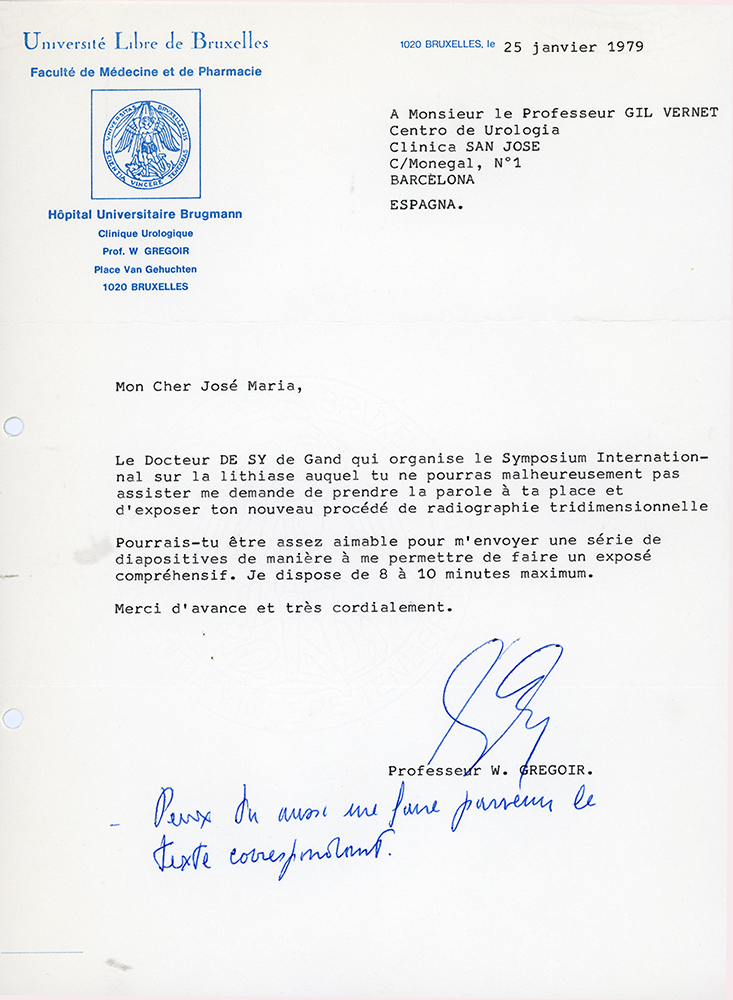 Université Libre de Bruxelles
Faculté de Médecine et de Pharmacie
UNIVERSITAS BRUXELLENSIS
SCIENTIA VINCERE TENEBRAS
Hôpital Universitaire Brugmann
Clinique Urologique
Prof. W GREGOIR
Place Van Gehuchten
1020 BRUXELLES
1020 BRUXELLES, le 25 janvier 1979
A Monsieur le Professeur GIL VERNET
Centro de Urologia
Clinica SAN JOSE
C/Monegal, N°1
BARCELONA
ESPAGNA.
Mon Cher José Maria,
Le Docteur DE SY de Gand qui organise le Symposium Internation-
nal sur la lithiase auquel tu ne pourras malheureusement pas
assister me demande de prendre la parole à ta place et
d'exposer ton nouveau procédé de radiographie tridimensionnelle
Pourrais-tu être assez aimable pour m'envoyer une série de
diapositives de manière à me permettre de faire un exposé
compréhensif. Je dispose de 8 à 10 minutes maximum.
Merci d'avance et très cordialement.
Professeur W. GREGOIR.
- Peux tu aussi me faire parvenir le
texte correspondant.